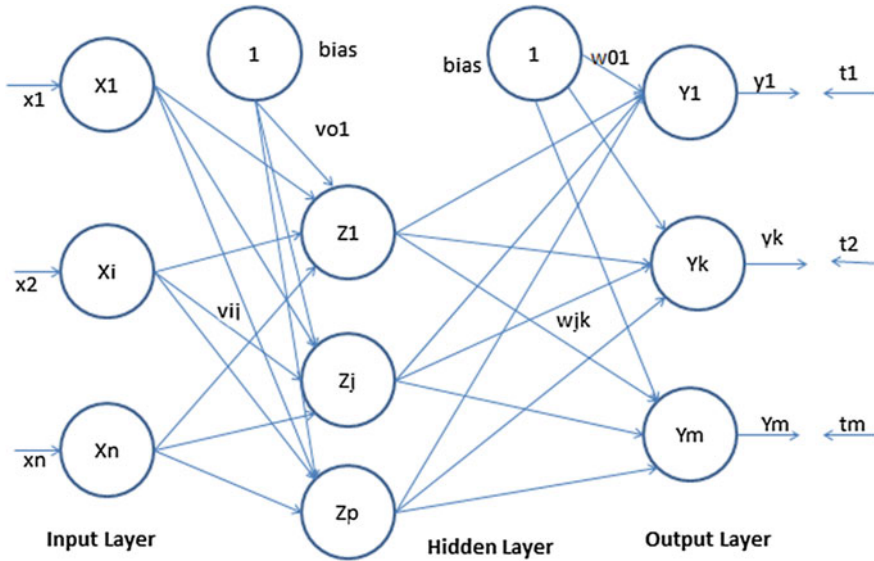 X1
1
bias
bias
1
w01
Y1
y1
t1
x1
vo1
Z1
Xi
x2
vij
Yk
yk
t2
wjk
Zj
Xn
xn
Ym
Ym
tm
Zp
Input Layer
Hidden Layer
Output Layer